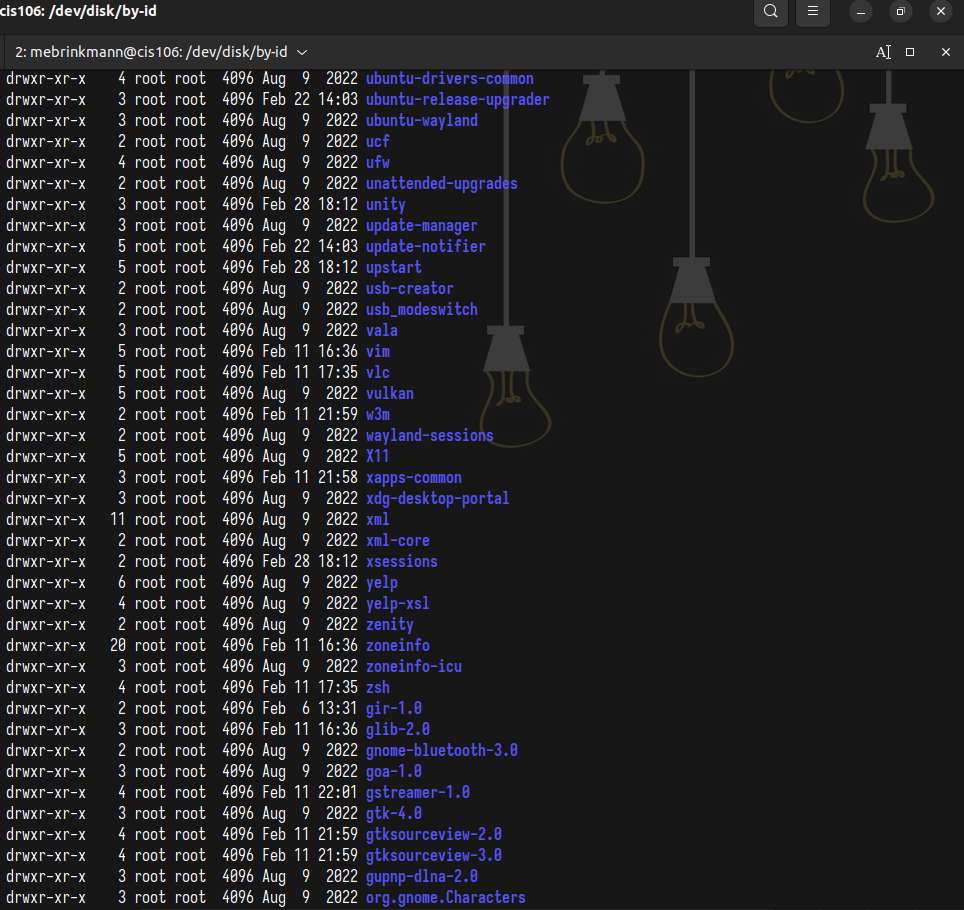 cis106: /dev/disk/by-id
2: mebrinkmann@cis106: /dev/disk/by-id
drwxr-xr-x 4 root root 4096 Aug 9 2022 ubuntu-drivers-common
drwxr-xr-x 3 root root 4096 Feb 22 14:03 ubuntu-release-upgrader
drwxr-xr-x 3 root root 4096 Aug 9 2022 ubuntu-wayland
drwxr-xr-x 2 root root 4096 Aug 9 2022 ucf
drwxr-xr-x 4 root root 4096 Aug 9 2022 ufw
drwxr-xr-x 2 root root 4096 Aug 9 2022 unattended-upgrades
drwxr-xr-x 3 root root 4096 Feb 28 18:12 unity
drwxr-xr-x 3 root root 4096 Aug 9 2022 update-manager
drwxr-xr-x 5 root root 4096 Feb 22 14:03 update-notifier
drwxr-xr-x 5 root root 4096 Feb 28 18:12 upstart
drwxr-xr-x 2 root root 4096 Aug 9 2022 usb-creator
drwxr-xr-x 2 root root 4096 Aug 9 2022 usb_modeswitch
drwxr-xr-x 3 root root 4096 Aug 9 2022 vala
drwxr-xr-x 5 root root 4096 Feb 11 16:36 vim
drwxr-xr-x 5 root root 4096 Feb 11 17:35 vlc
drwxr-xr-x 5 root root 4096 Aug 9 2022 vulkan
drwxr-xr-x 2 root root 4096 Feb 11 21:59 w3m
drwxr-xr-x 2 root root 4096 Aug 9 2022 wayland-sessions
drwxr-xr-x 5 root root 4096 Aug 9 2022 X11
drwxr-xr-x 3 root root 4096 Feb 11 21:58 xapps-common
drwxr-xr-x 3 root root 4096 Aug 9 2022 xdg-desktop-portal
drwxr-xr-x 11 root root 4096 Aug 9 2022 xml
drwxr-xr-x 2 root root 4096 Aug 9 2022 xml-core
drwxr-xr-x 2 root root 4096 Feb 28 18:12 xsessions
drwxr-xr-x 6 root root 4096 Aug 9 2022 yelp
drwxr-xr-x 4 root root 4096 Aug 9 2022 yelp-xsl
drwxr-xr-x 2 root root 4096 Aug 9 2022 zenity
drwxr-xr-x 20 root root 4096 Feb 11 16:36 zoneinfo
drwxr-xr-x 3 root root 4096 Aug 9 2022 zoneinfo-icu
drwxr-xr-x 4 root root 4096 Feb 11 17:35 zsh
drwxr-xr-x 2 root root 4096 Feb 6 13:31 gir-1.0
drwxr-xr-x 3 root root 4096 Feb 11 16:36 glib-2.0
drwxr-xr-x 2 root root 4096 Aug 9 2022 gnome-bluetooth-3.0
drwxr-xr-x 3 root root 4096 Aug 9 2022 goa-1.0
drwxr-xr-x 4 root root 4096 Feb 11 22:01 gstreamer-1.0
drwxr-xr-x 3 root root 4096 Aug 9 2022 gtk-4.0
drwxr-xr-x 4 root root 4096 Feb 11 21:59 gtksourceview-2.0
drwxr-xr-x 4 root root 4096 Feb 11 21:59 gtksourceview-3.0
drwxr-xr-x 3 root root 4096 Aug 9 2022 gupnp-dlna-2.0
drwxr-xr-x 3 root root 4096 Aug 9 2022 org.gnome.Characters